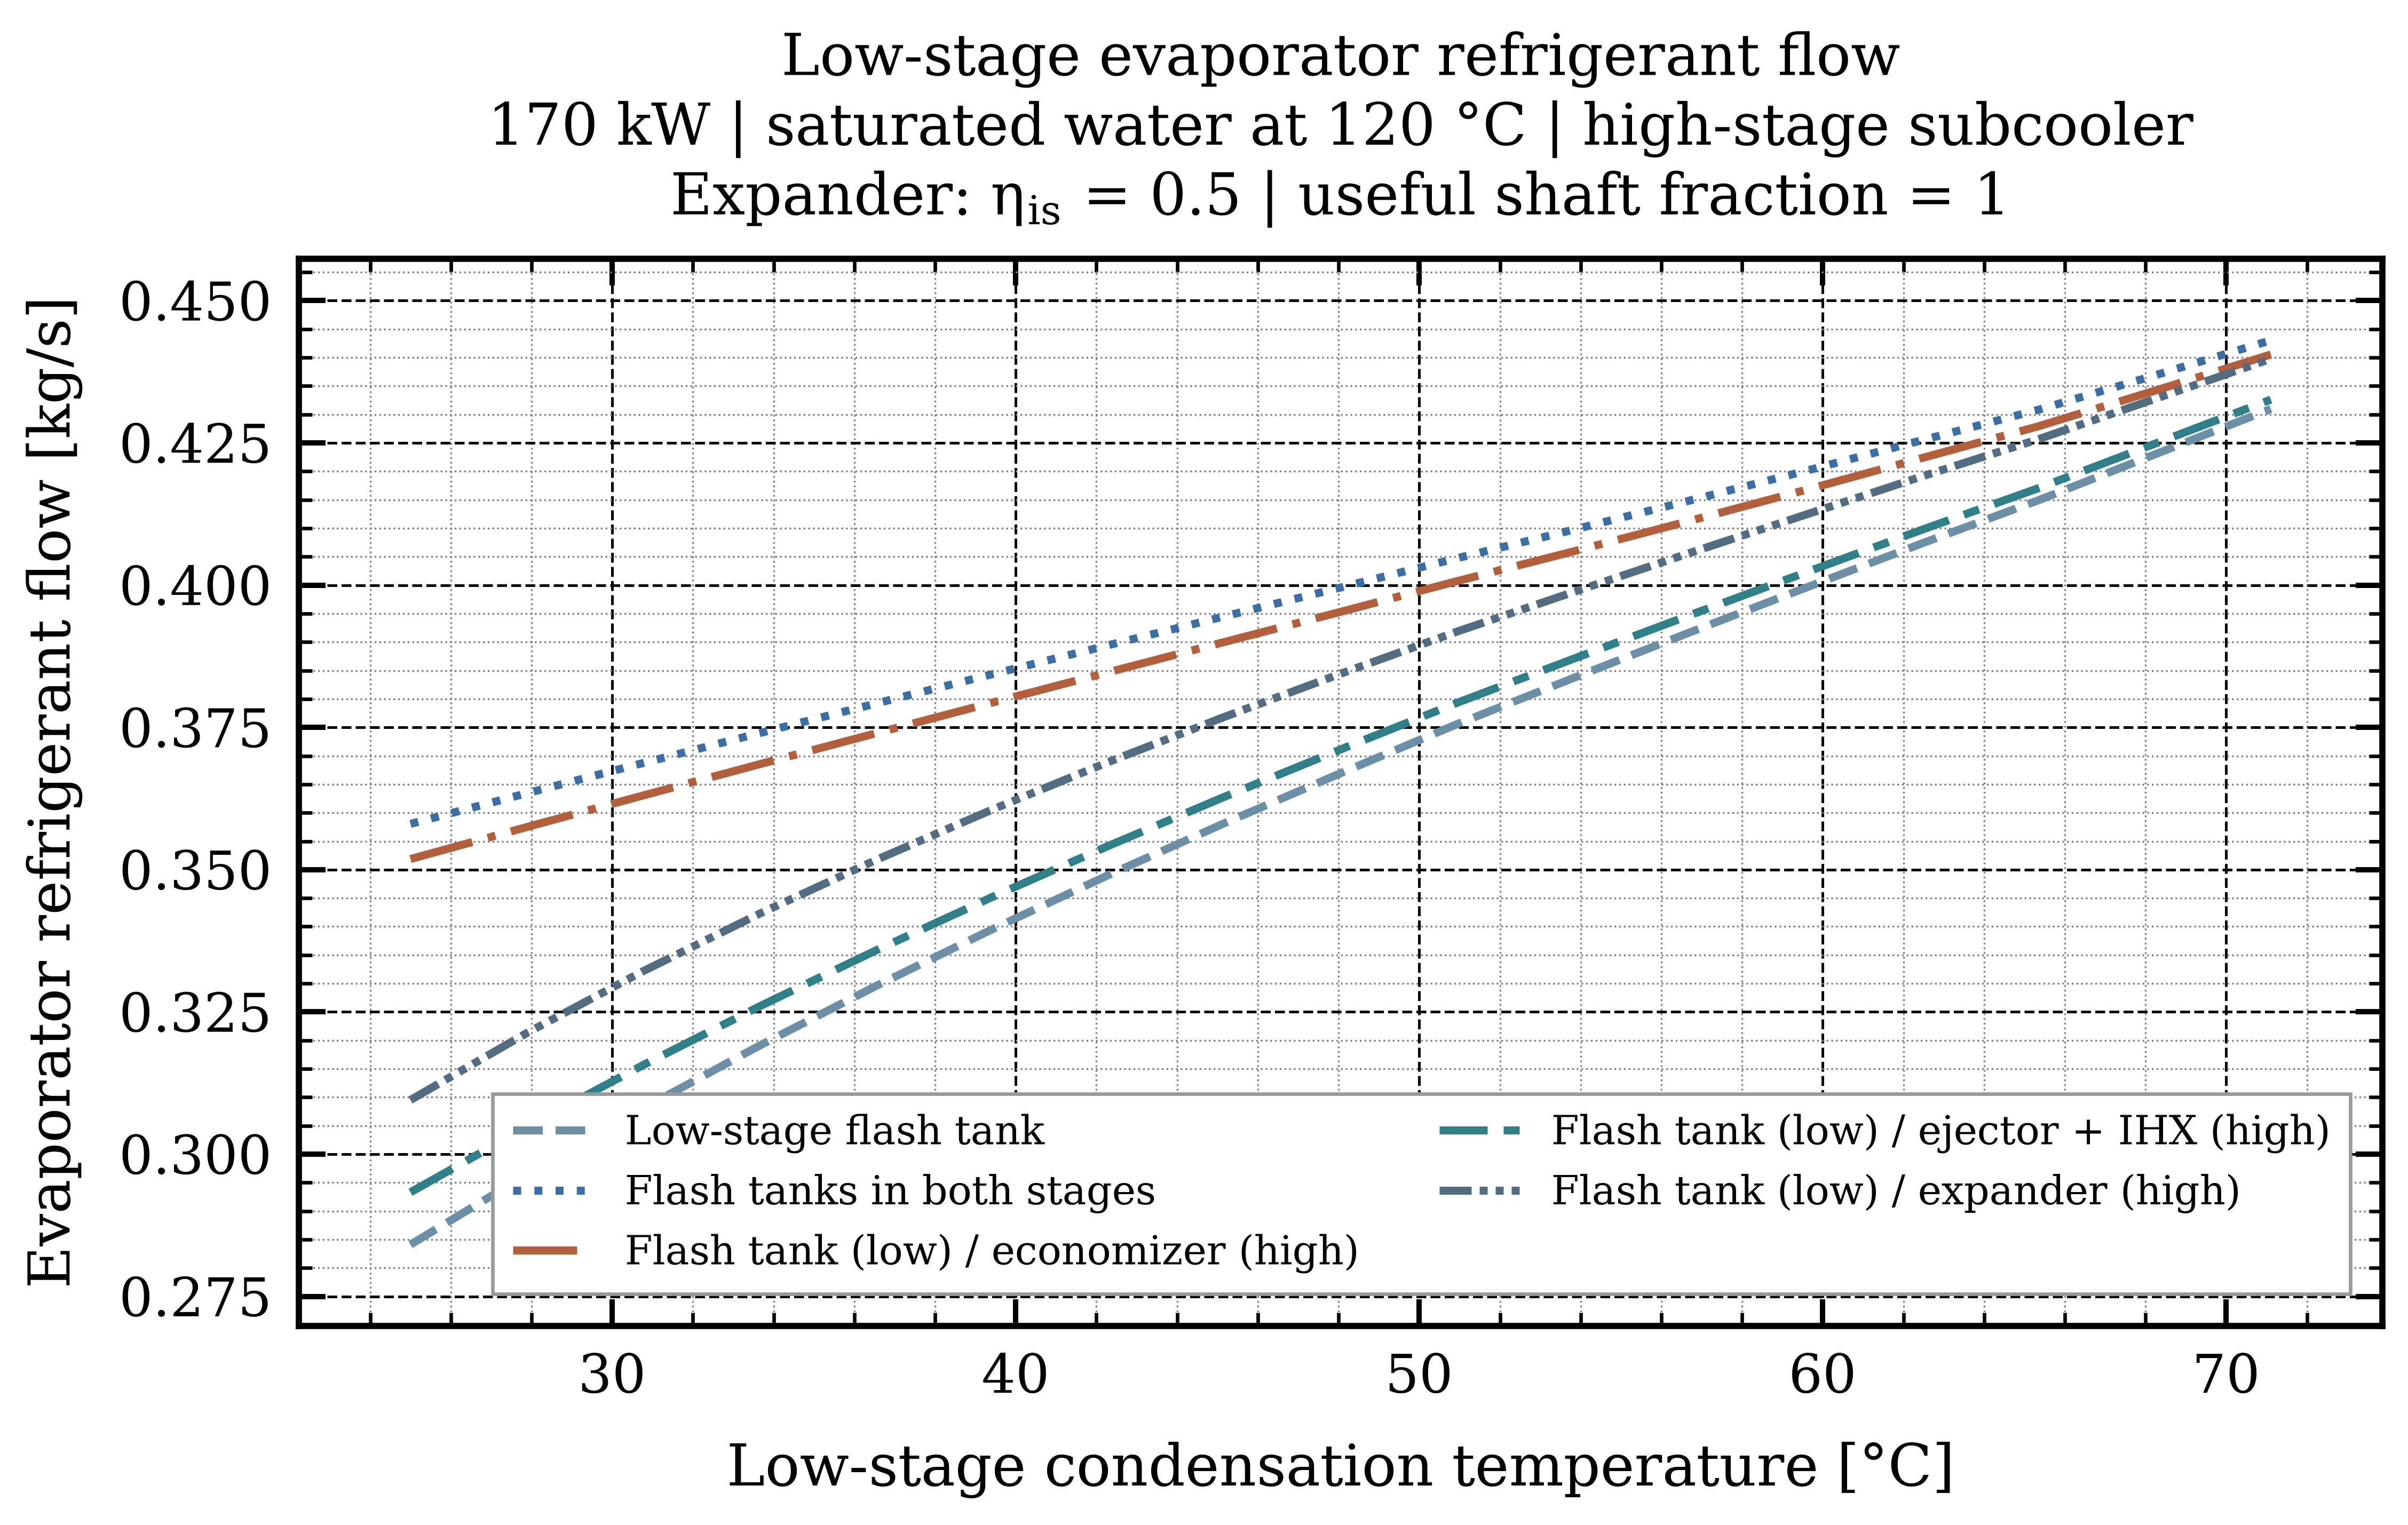 Low-stage evaporator refrigerant flow
170 kW | saturated water at 120 °C | high-stage subcooler
Expander: ηis = 0.5 | useful shaft fraction = 1
Evaporator refrigerant flow [kg/s]
0.450
0.425
0.400
0.375
0.350
0.325
0.300
0.275
Low-stage flash tank
Flash tanks in both stages
Flash tank (low) / economizer (high)
Flash tank (low) / ejector + IHX (high)
Flash tank (low) / expander (high)
30 40 50 60 70
Low-stage condensation temperature [°C]